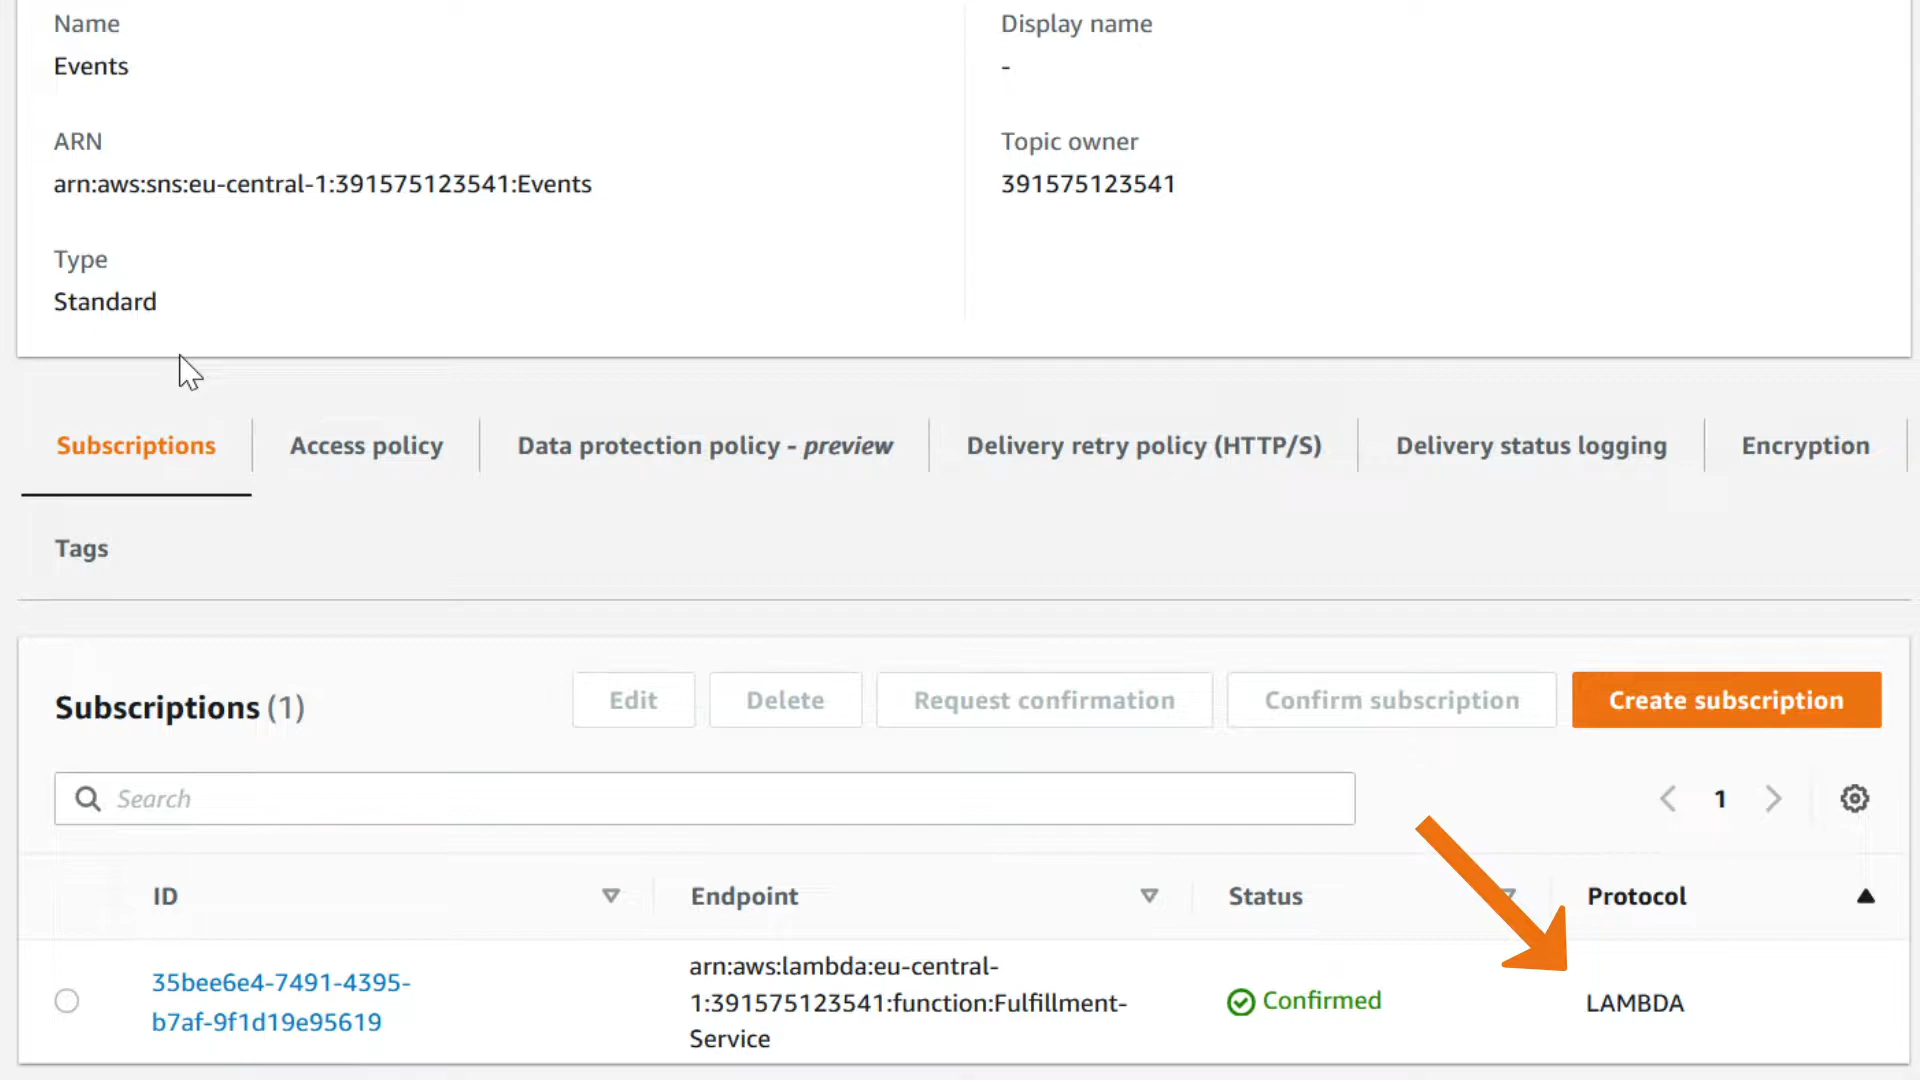 Name
Events
Display name
-
ARN
arn:aws:sns:eu-central-1:391575123541:Events
Topic owner
391575123541
Type
Standard
Subscriptions
Access policy
Data protection policy - preview
Delivery retry policy (HTTP/S)
Delivery status logging
Encryption
Tags
Subscriptions (1)
Edit
Delete
Request confirmation
Confirm subscription
Create subscription
Search
1
ID
Endpoint
Status
Protocol
35bee6e4-7491-4395-
b7af-9f1d19e95619
arn:aws:lambda:eu-central-
1:391575123541:function:Fulfillment-
Service
Confirmed
LAMBDA